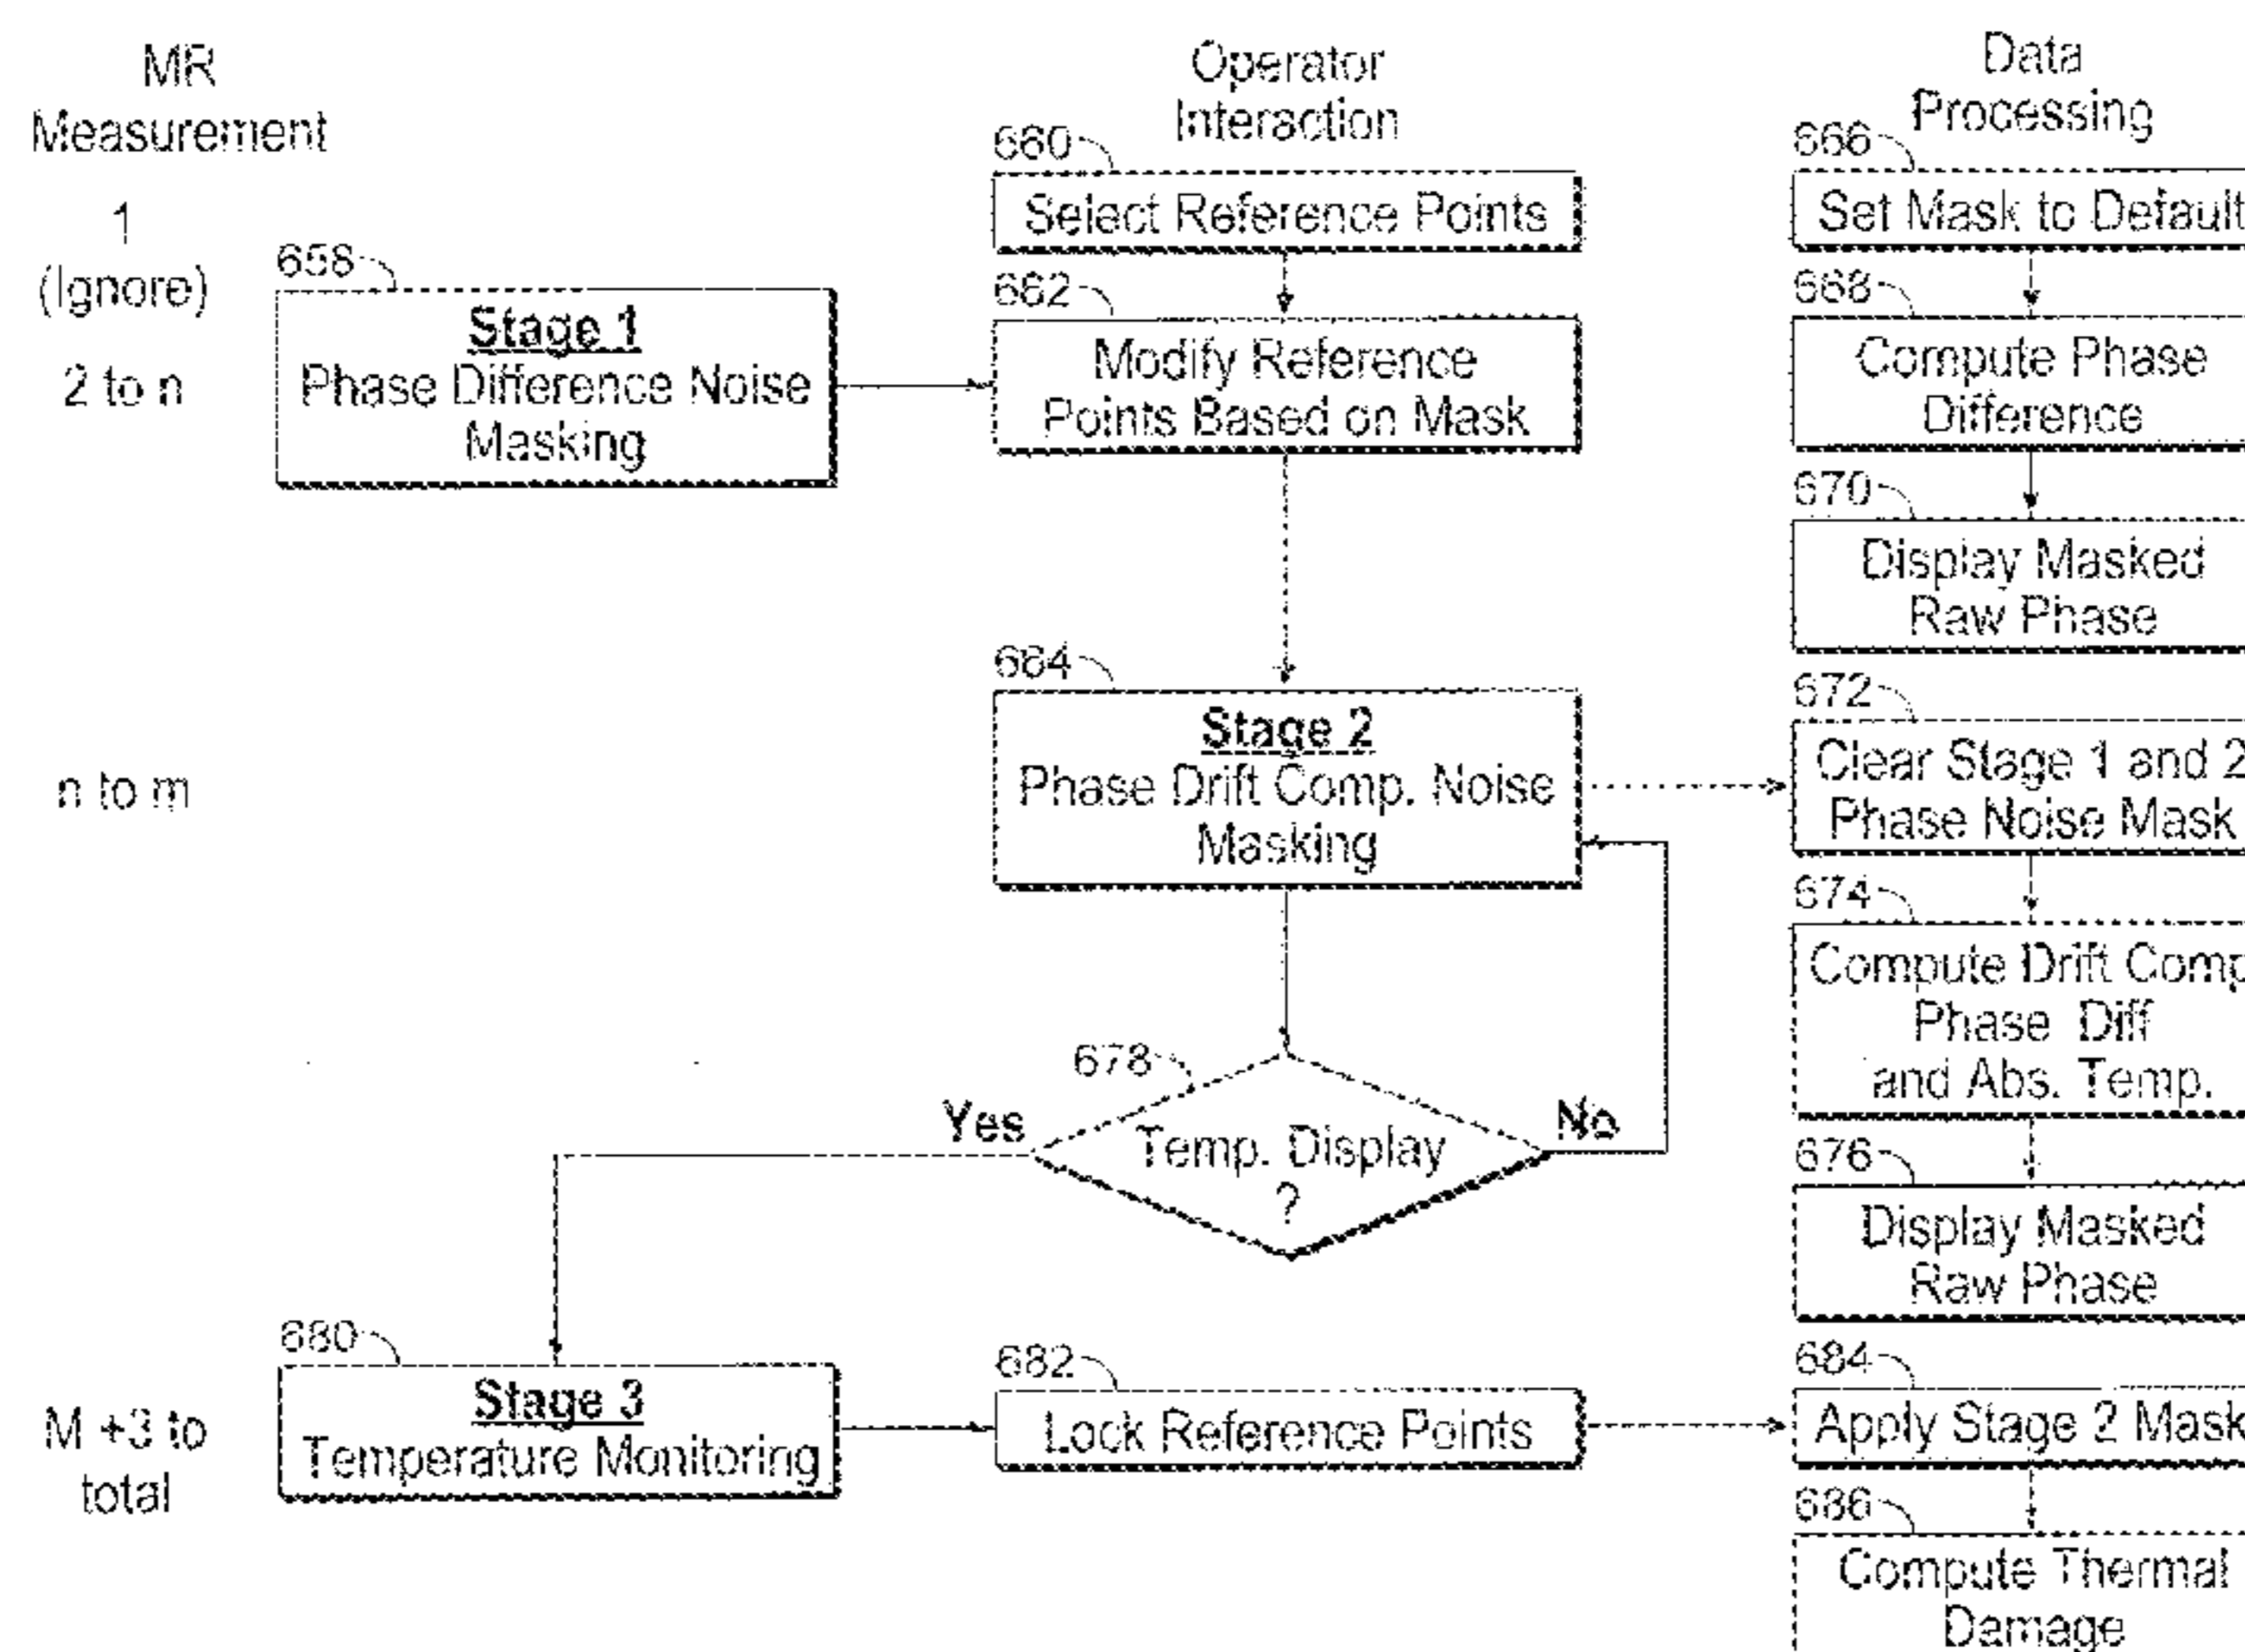 MR
Measurement
1
(Ignore)
2 to n
n to m
M +3 to
total
658
Stage 1
Phase Difference Noise
Masking
Operator
Interaction
660
Select Reference Points
662
Modify Reference
Points Based on Mask
664
Stage 2
Phase Drift Comp. Noise
Masking
678
Temp. Display
?
Yes
No
680
Stage 3
Temperature Monitoring
682
Lock Reference Points
Data
Processing
666
Set Mask to Default
668
Compute Phase
Difference
670
Display Masked
Raw Phase
672
Clear Stage 1 and 2
Phase Noise Mask
674
Compute Drift Comp
Phase Diff
and Abs. Temp.
676
Display Masked
Raw Phase
684
Apply Stage 2 Mask
686
Compute Thermal
Damage